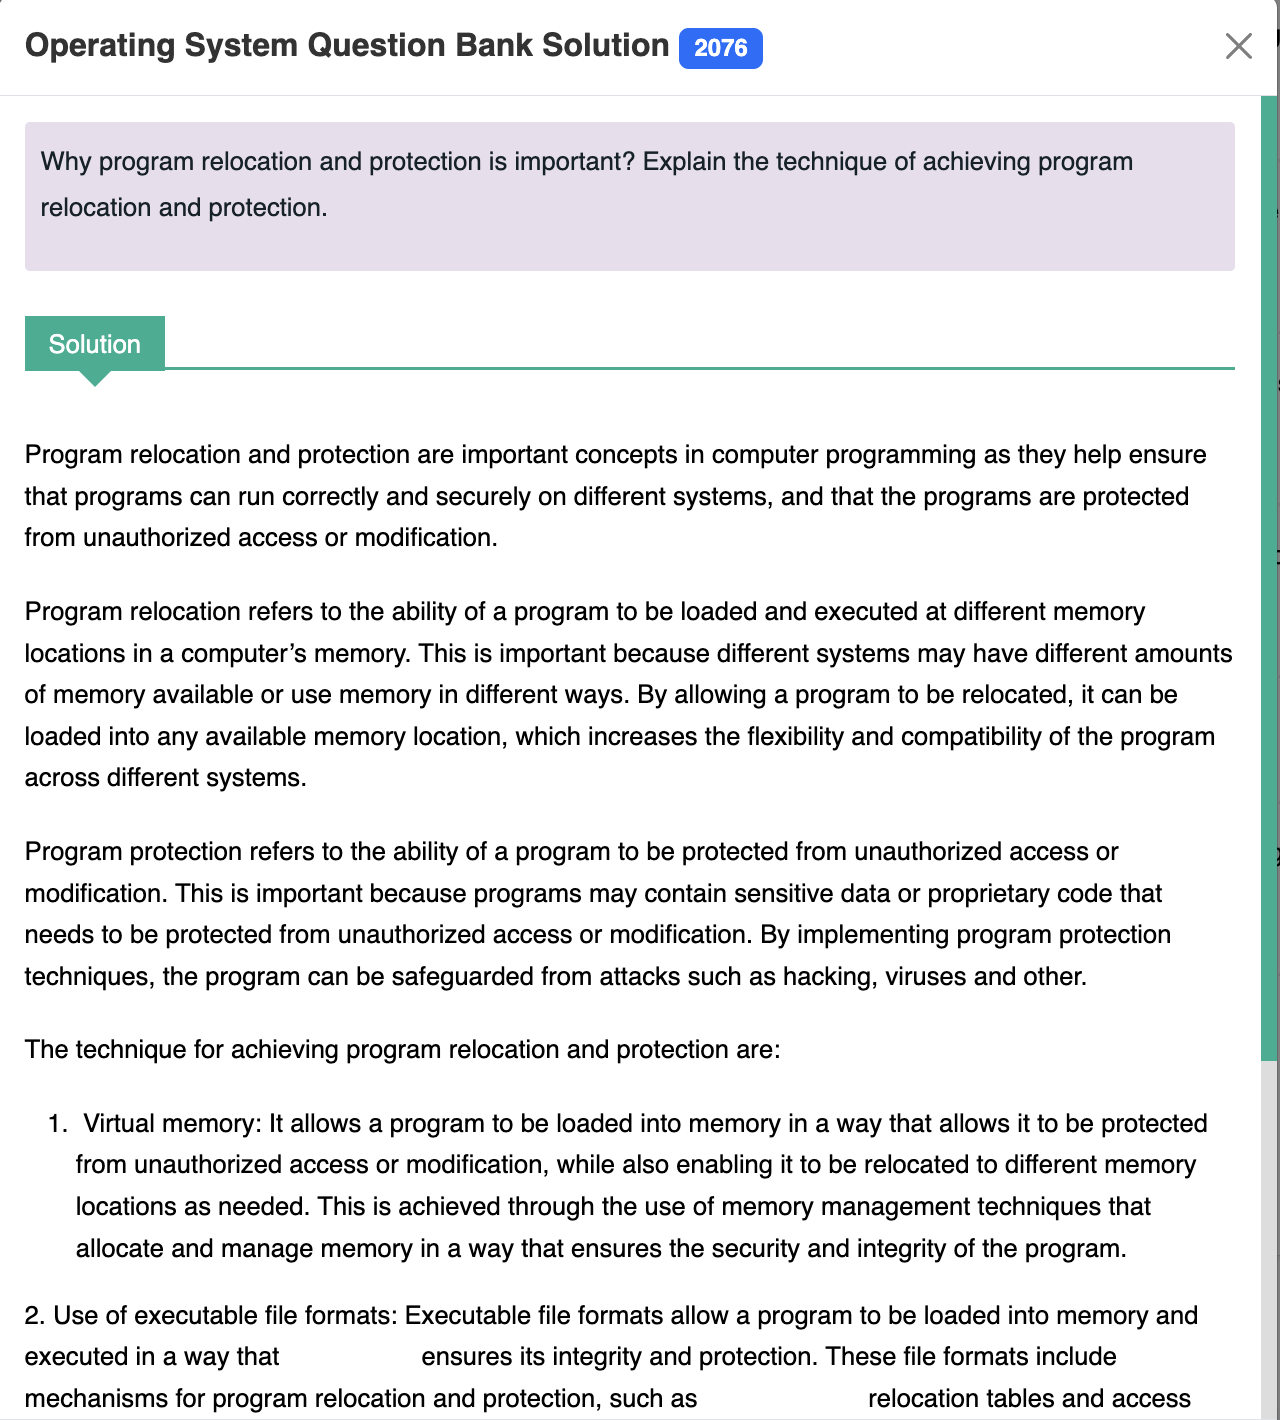 Operating System Question Bank Solution 2076
Why program relocation and protection is important? Explain the technique of achieving program
relocation and protection.
Solution
Program relocation and protection are important concepts in computer programming as they help ensure
that programs can run correctly and securely on different systems, and that the programs are protected
from unauthorized access or modification.
Program relocation refers to the ability of a program to be loaded and executed at different memory
locations in a computer’s memory. This is important because different systems may have different amounts
of memory available or use memory in different ways. By allowing a program to be relocated, it can be
loaded into any available memory location, which increases the flexibility and compatibility of the program
across different systems.
Program protection refers to the ability of a program to be protected from unauthorized access or
modification. This is important because programs may contain sensitive data or proprietary code that
needs to be protected from unauthorized access or modification. By implementing program protection
techniques, the program can be safeguarded from attacks such as hacking, viruses and other.
The technique for achieving program relocation and protection are:
1. Virtual memory: It allows a program to be loaded into memory in a way that allows it to be protected
from unauthorized access or modification, while also enabling it to be relocated to different memory
locations as needed. This is achieved through the use of memory management techniques that
allocate and manage memory in a way that ensures the security and integrity of the program.
2. Use of executable file formats: Executable file formats allow a program to be loaded into memory and
executed in a way that ensures its integrity and protection. These file formats include
mechanisms for program relocation and protection, such as relocation tables and access